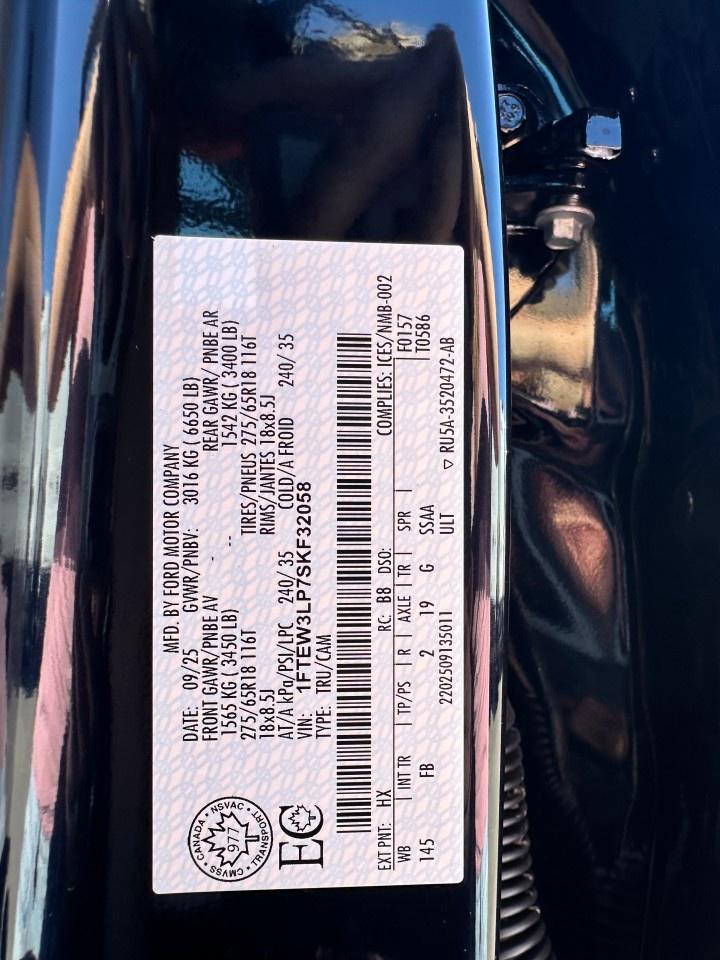 MFD. BY FORD MOTOR COMPANY
DATE: 09/25 GVWR/PNBV: 3016 KG ( 6650 LB)
FRONT GAWR/PNBE AV REAR GAWR/ PNBE AR
1565 KG ( 3450 LB) 1542 KG ( 3400 LB)
275/65R18 116T TIRES/PNEUS 275/65R18 116T
18x8.5J RIMS/JANTES 18x8.5J
AT/A kPa/PSI/LPC 240/ 35 COLD/A FROID 240/ 35
VIN: 1FTEW3LP7SKF32058
TYPE: TRU/CAM
CANADA • NSVAC • TRANSPORT • CMVSS •
977
EC
EXT PNT: HX RC: B8 DSO: COMPLIES: ICES/NMB-002
WB | INT TR | TP/PS | R | AXLE | TR | SPR | F0157
T0586
145 FB 2 19 G SSAA
2202509135011 ULT ▽ RU5A-3520472-AB